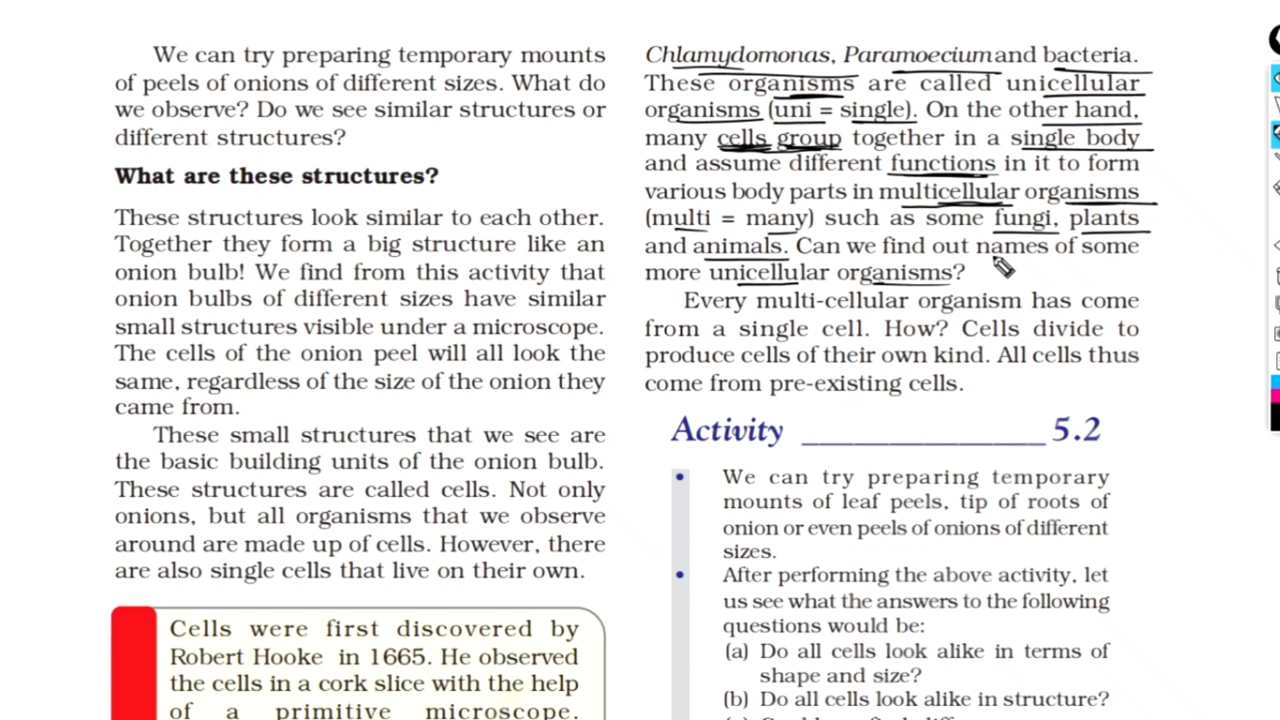 We can try preparing temporary mounts
of peels of onions of different sizes. What do
we observe? Do we see similar structures or
different structures?
What are these structures?
These structures look similar to each other.
Together they form a big structure like an
onion bulb! We find from this activity that
onion bulbs of different sizes have similar
small structures visible under a microscope.
The cells of the onion peel will all look the
same, regardless of the size of the onion they
came from.
These small structures that we see are
the basic building units of the onion bulb.
These structures are called cells. Not only
onions, but all organisms that we observe
around are made up of cells. However, there
are also single cells that live on their own.
Cells were first discovered by
Robert Hooke in 1665. He observed
the cells in a cork slice with the help
of a primitive microscope.
Chlamydomonas, Paramoecium and bacteria.
These organisms are called unicellular
organisms (uni = single). On the other hand,
many cells group together in a single body
and assume different functions in it to form
various body parts in multicellular organisms
(multi = many) such as some fungi, plants
and animals. Can we find out names of some
more unicellular organisms?
Every multi-cellular organism has come
from a single cell. How? Cells divide to
produce cells of their own kind. All cells thus
come from pre-existing cells.
Activity 5.2
• We can try preparing temporary
mounts of leaf peels, tip of roots of
onion or even peels of onions of different
sizes.
• After performing the above activity, let
us see what the answers to the following
questions would be:
(a) Do all cells look alike in terms of
shape and size?
(b) Do all cells look alike in structure?